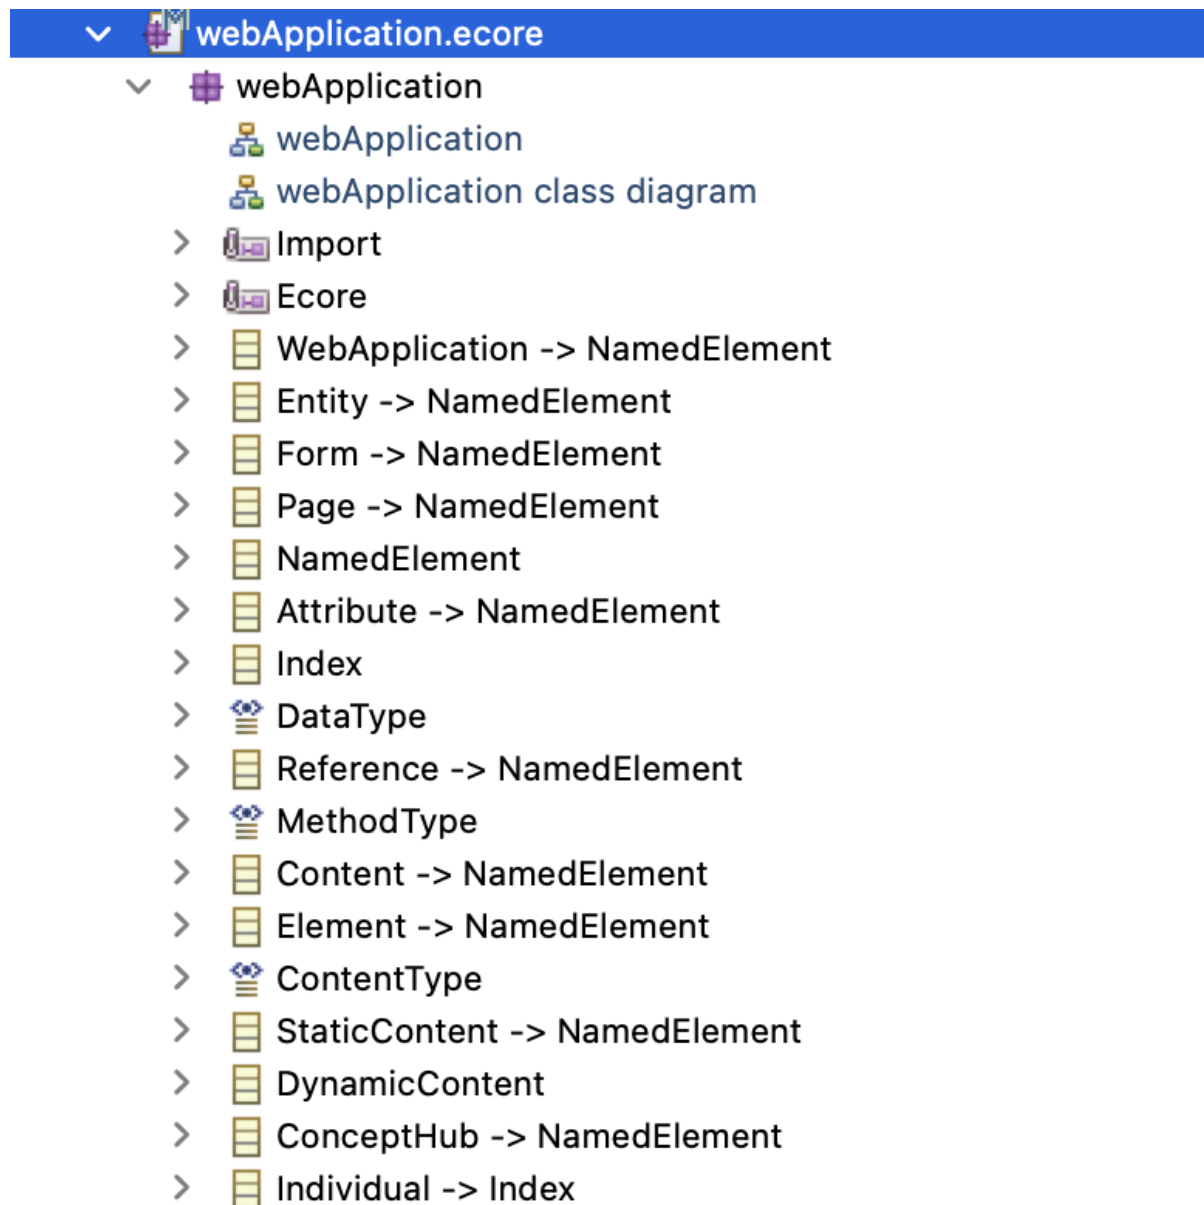 webApplication.ecore
webApplication
webApplication
webApplication class diagram
Import
Ecore
WebApplication -> NamedElement
Entity -> NamedElement
Form -> NamedElement
Page -> NamedElement
NamedElement
Attribute -> NamedElement
Index
DataType
Reference -> NamedElement
MethodType
Content -> NamedElement
Element -> NamedElement
ContentType
StaticContent -> NamedElement
DynamicContent
ConceptHub -> NamedElement
Individual -> Index